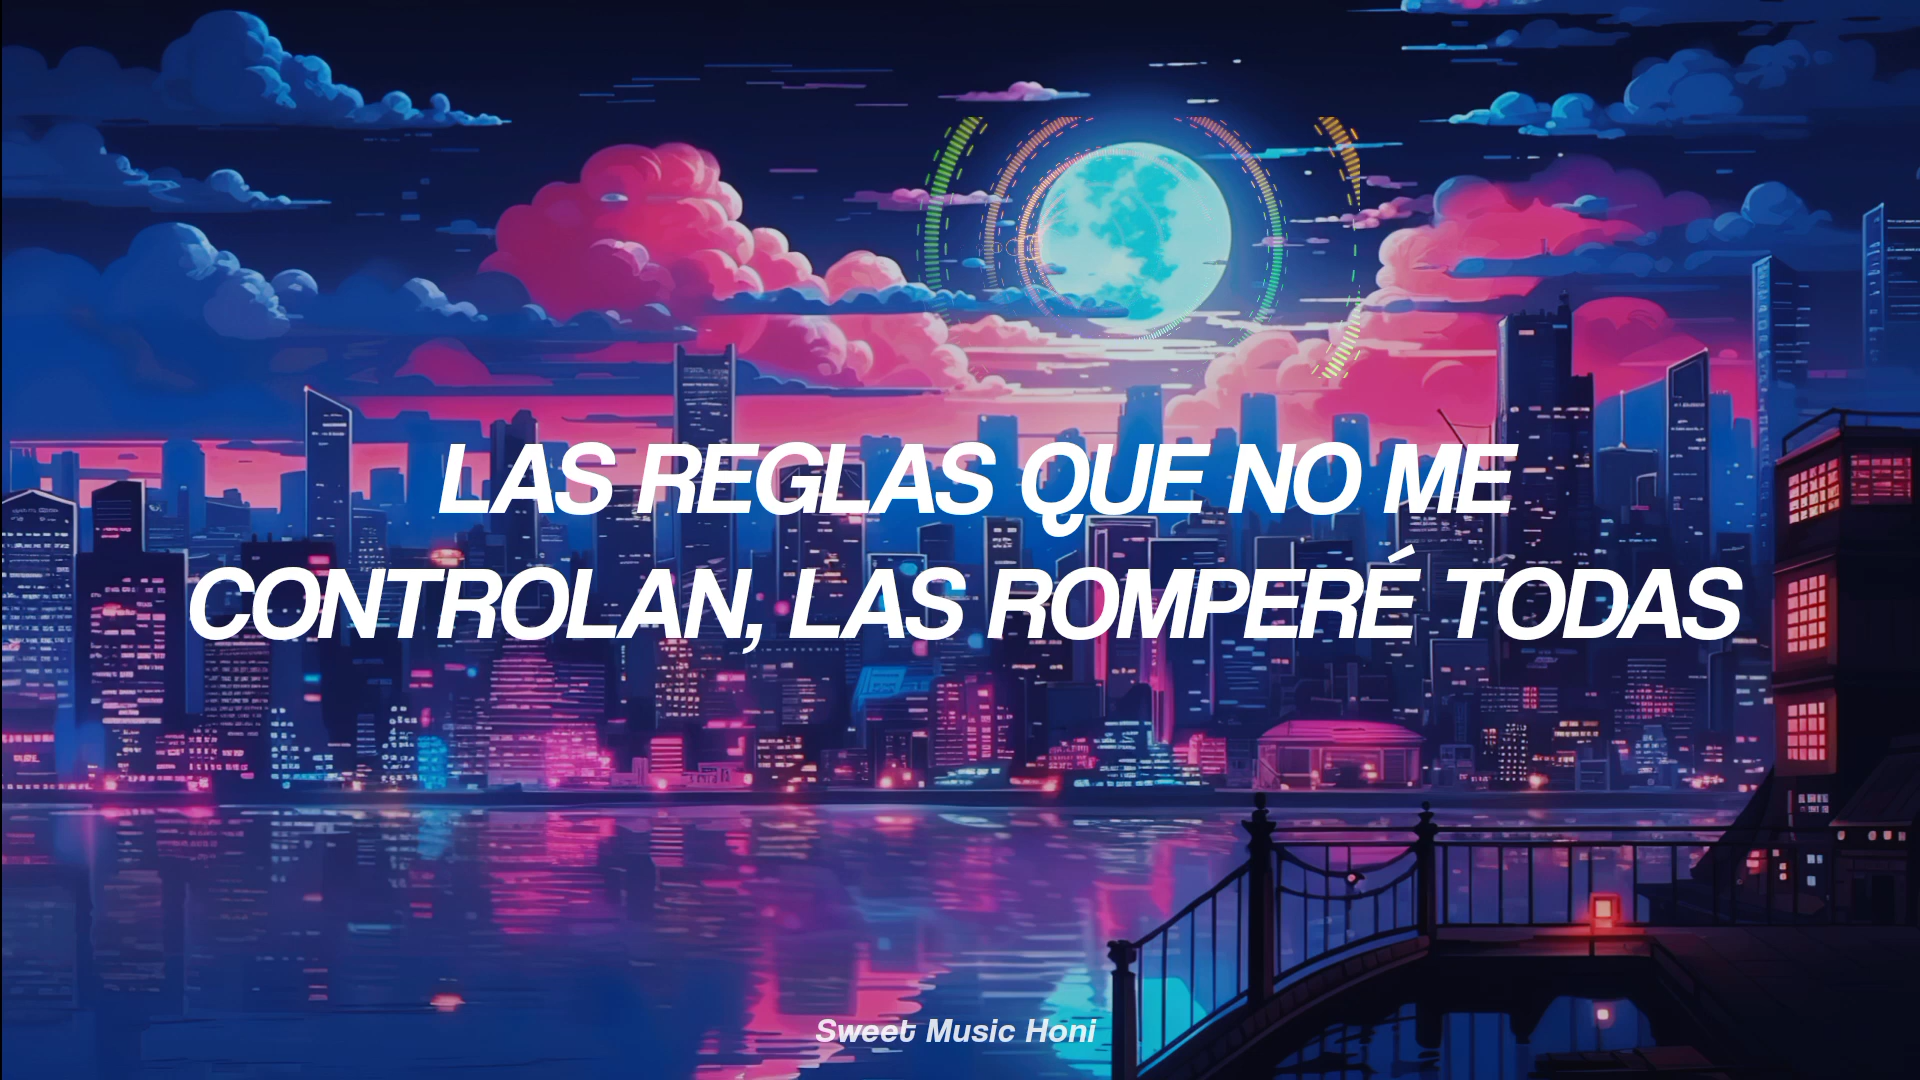 LAS REGLAS QUE NO ME
CONTROLAN, LAS ROMPERÉ TODAS
Sweet Music Honi